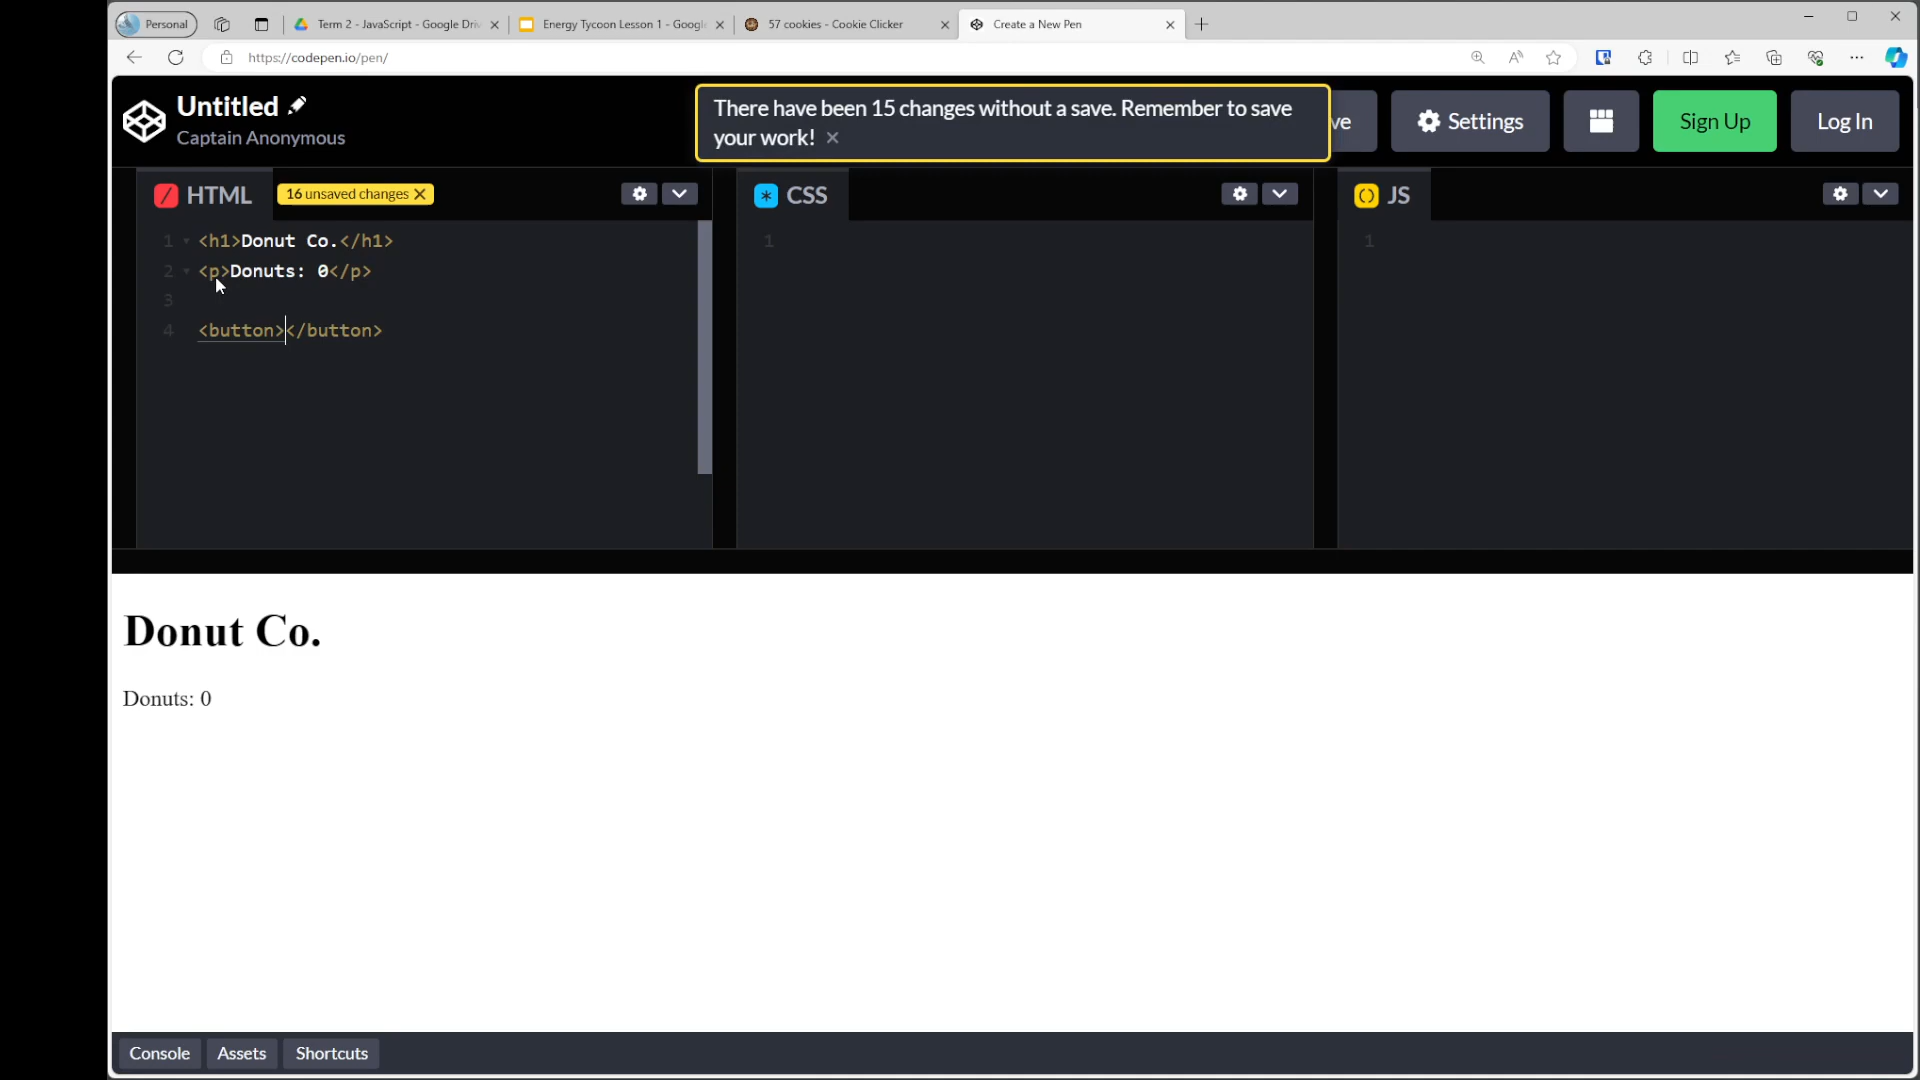 Personal
Term 2 - JavaScript - Google Driv
Energy Tycoon Lesson 1 - Googl
57 cookies - Cookie Clicker
Create a New Pen
https://codepen.io/pen/
Untitled
Captain Anonymous
There have been 15 changes without a save. Remember to save
your work! ×
ve
Settings
Sign Up
Log In
HTML
16 unsaved changes ×
CSS
JS
1 <h1>Donut Co.</h1>
2 <p>Donuts: 0</p>
3
4 <button></button>
1
1
Donut Co.
Donuts: 0
Console
Assets
Shortcuts